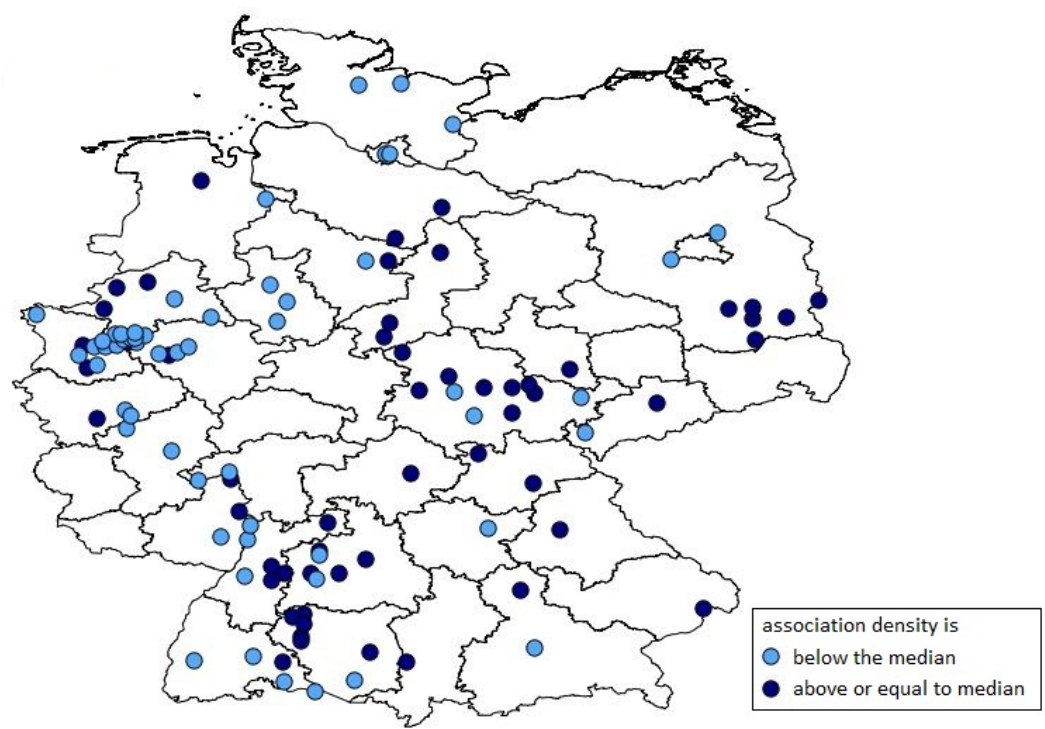 association density is
below the median
above or equal to median